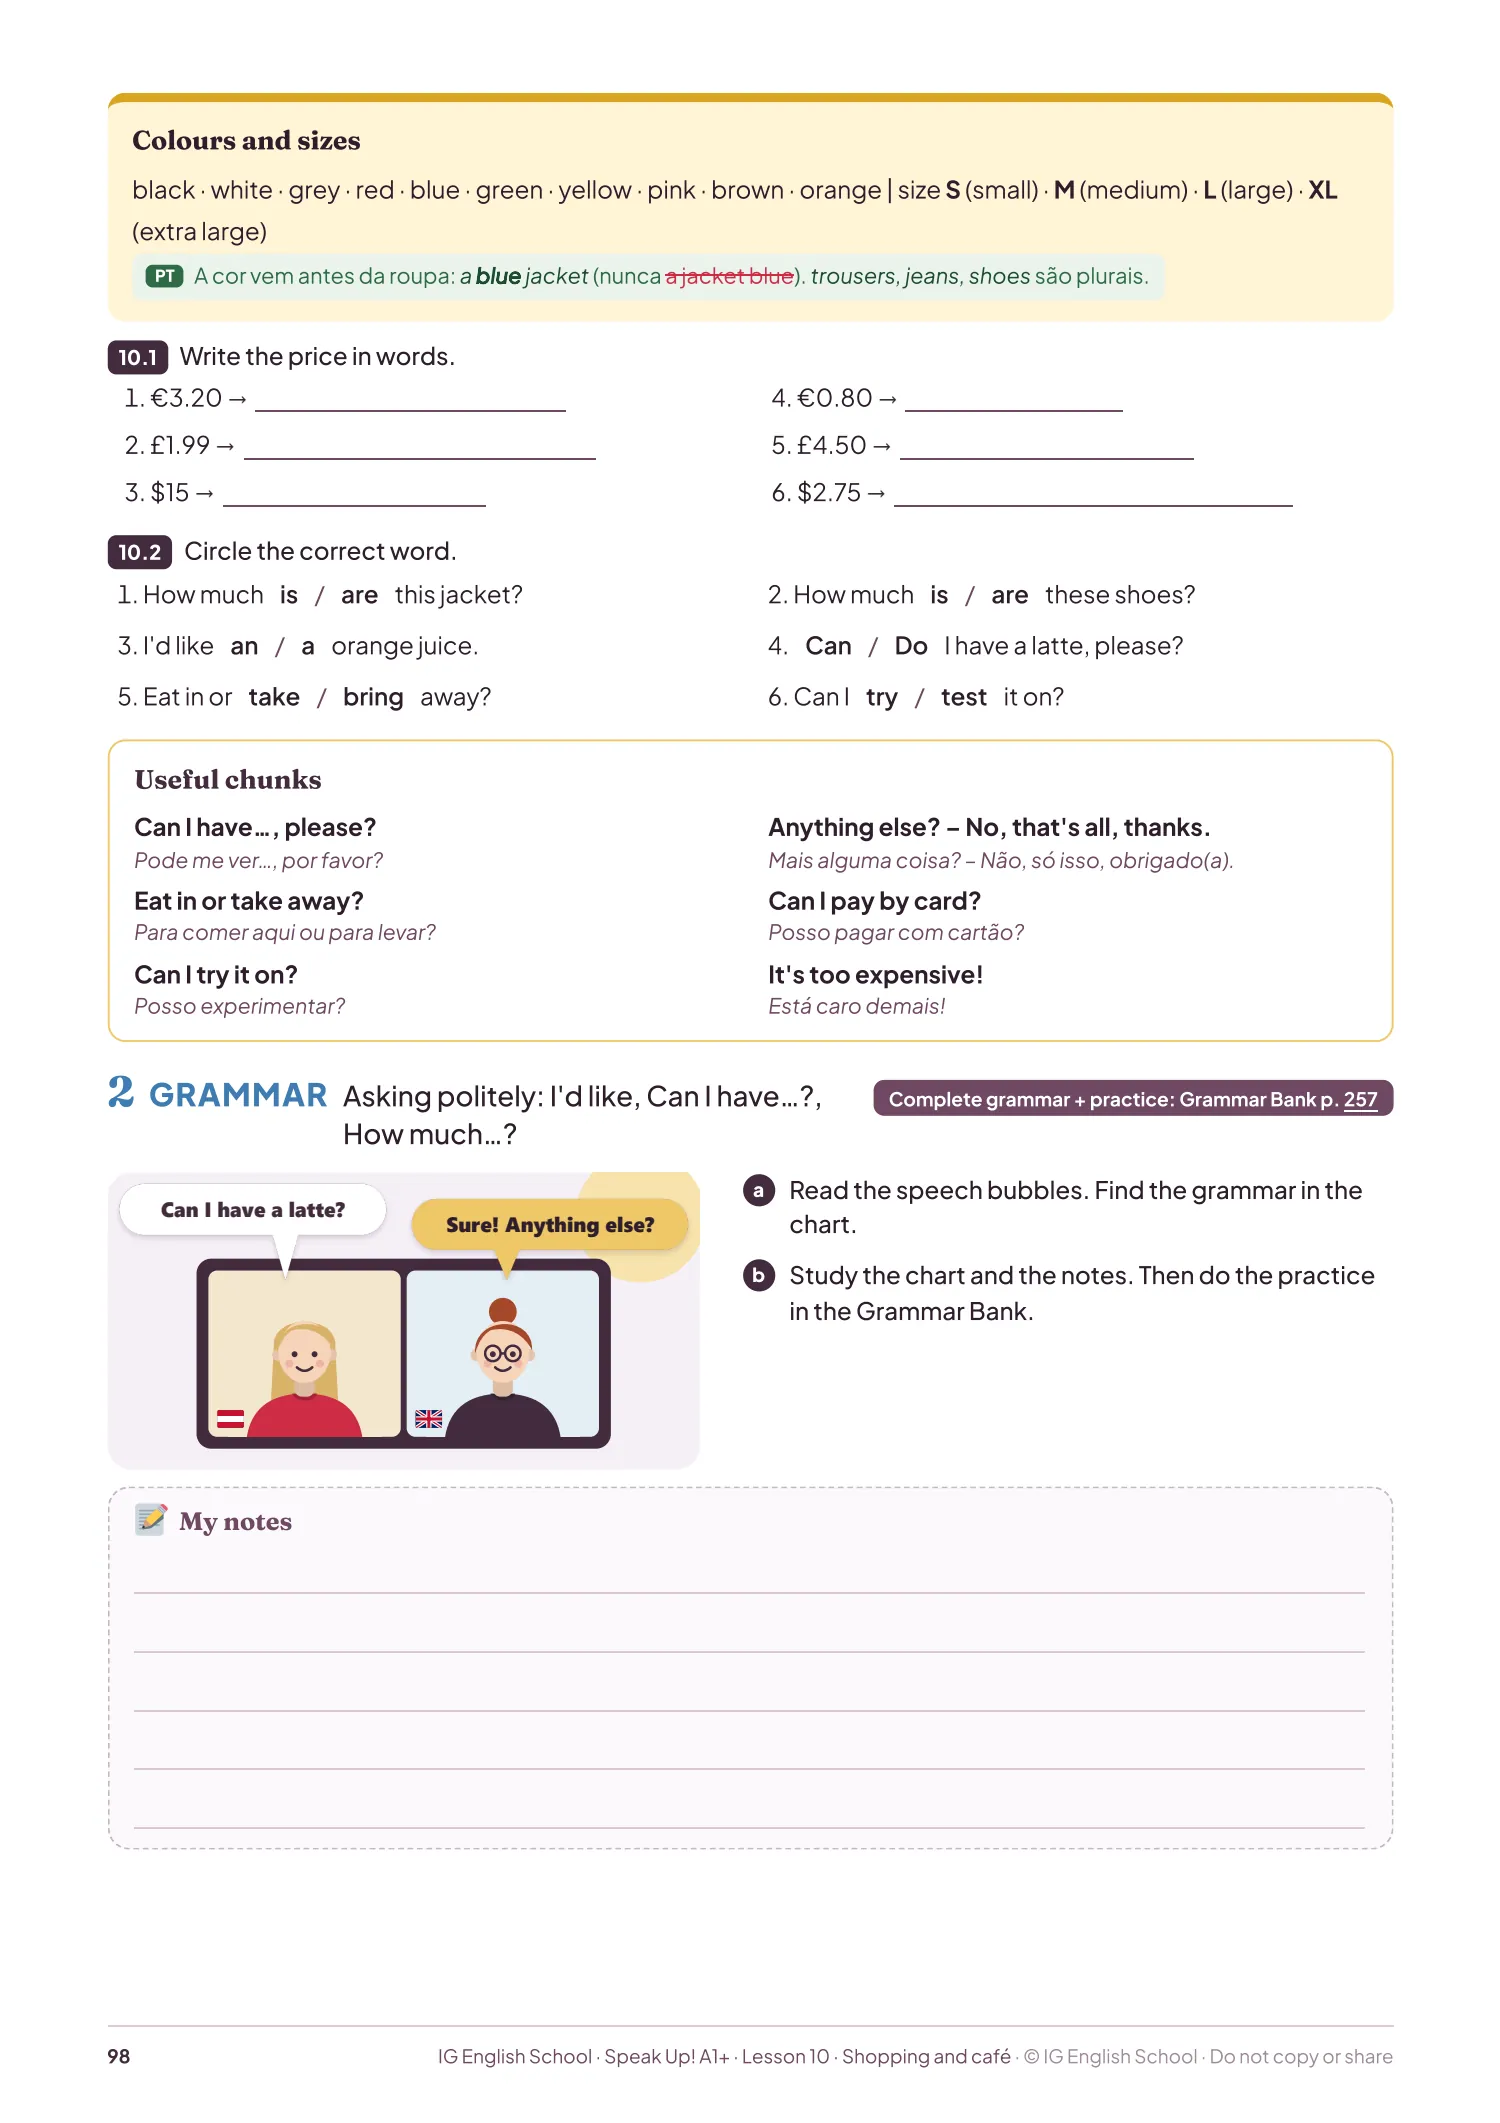 Colours and sizes
black · white · grey · red · blue · green · yellow · pink · brown · orange | size S (small) · M (medium) · L (large) · XL
(extra large)
PT A cor vem antes da roupa: a blue jacket (nunca a jacket blue). trousers, jeans, shoes são plurais.
10.1 Write the price in words.
1. €3.20 →
4. €0.80 →
2. £1.99 →
5. £4.50 →
3. $15 →
6. $2.75 →
10.2 Circle the correct word.
1. How much is / are this jacket?
2. How much is / are these shoes?
3. I'd like an / a orange juice.
4. Can / Do I have a latte, please?
5. Eat in or take / bring away?
6. Can I try / test it on?
Useful chunks
Can I have…, please?
Pode me ver…, por favor?
Anything else? – No, that's all, thanks.
Mais alguma coisa? – Não, só isso, obrigado(a).
Eat in or take away?
Para comer aqui ou para levar?
Can I pay by card?
Posso pagar com cartão?
Can I try it on?
Posso experimentar?
It's too expensive!
Está caro demais!
2 GRAMMAR Asking politely: I'd like, Can I have…?,
How much…?
Complete grammar + practice: Grammar Bank p. 257
Can I have a latte?
Sure! Anything else?
a Read the speech bubbles. Find the grammar in the
chart.
b Study the chart and the notes. Then do the practice
in the Grammar Bank.
My notes
98 IG English School · Speak Up! A1+ · Lesson 10 · Shopping and café · © IG English School · Do not copy or share